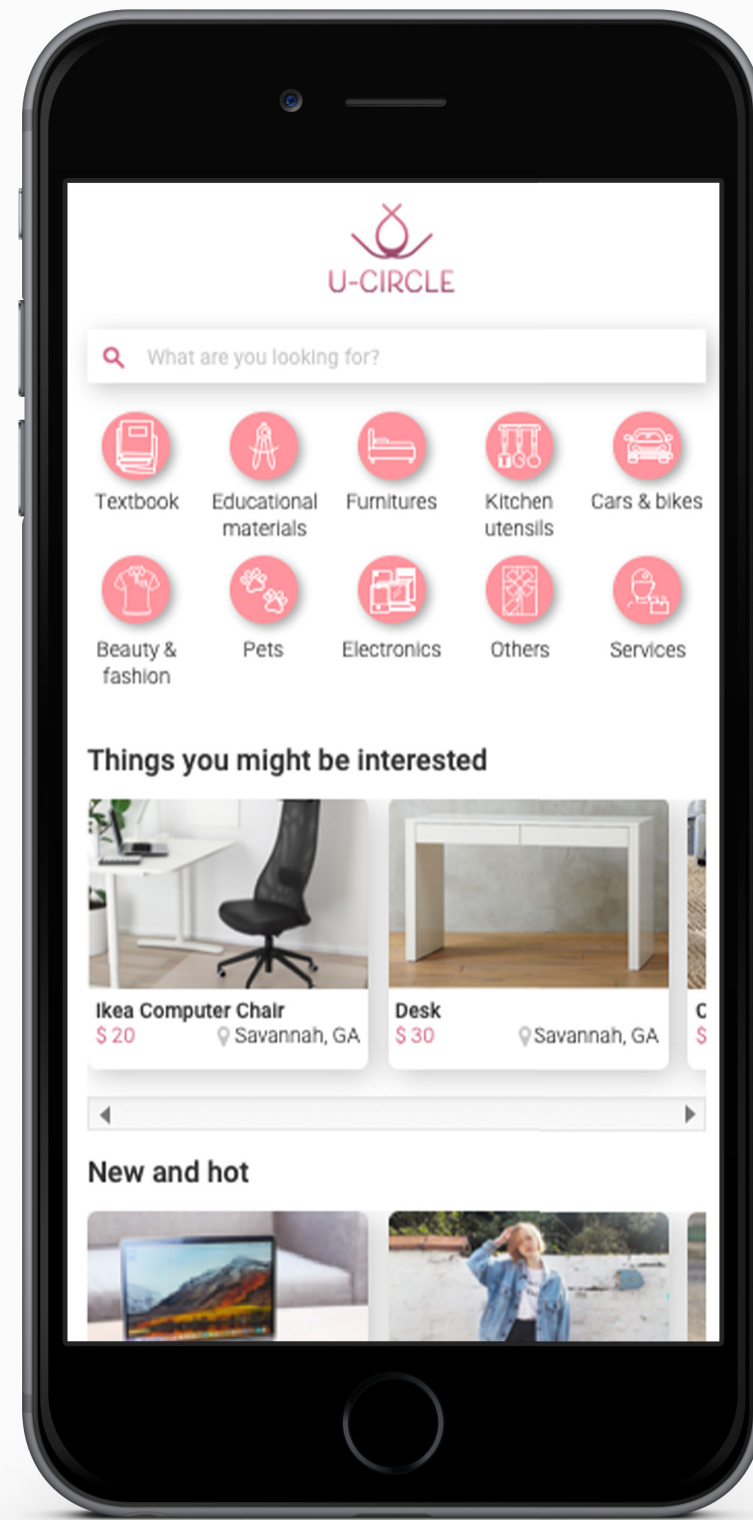 U-CIRCLE
What are you looking for?
Textbook
Educational materials
Furnitures
Kitchen utensils
Cars & bikes
Beauty & fashion
Pets
Electronics
Others
Services
Things you might be interested
Ikea Computer Chair
$ 20 Savannah, GA
Desk
$ 30 Savannah, GA
C
$
New and hot